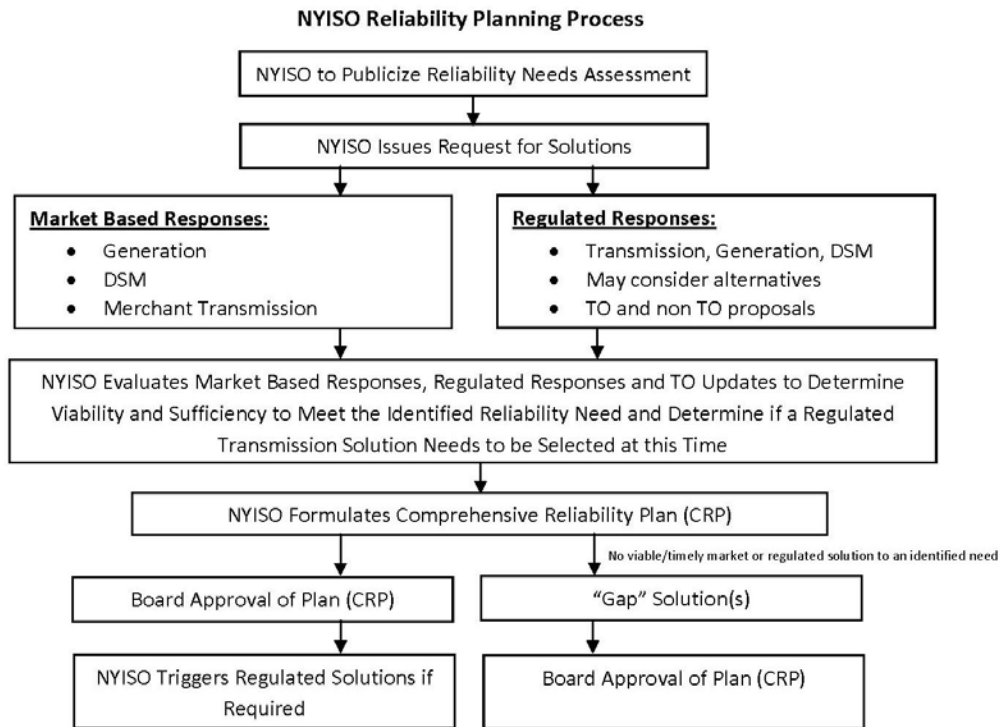 NYISO Reliability Planning Process
NYISO to Publicize Reliability Needs Assessment
NYISO Issues Request for Solutions
Market Based Responses:
• Generation
• DSM
• Merchant Transmission
Regulated Responses:
• Transmission, Generation, DSM
• May consider alternatives
• TO and non TO proposals
NYISO Evaluates Market Based Responses, Regulated Responses and TO Updates to Determine
Viability and Sufficiency to Meet the Identified Reliability Need and Determine if a Regulated
Transmission Solution Needs to be Selected at this Time
NYISO Formulates Comprehensive Reliability Plan (CRP)
No viable/timely market or regulated solution to an identified need
Board Approval of Plan (CRP)
"Gap" Solution(s)
NYISO Triggers Regulated Solutions if
Required
Board Approval of Plan (CRP)